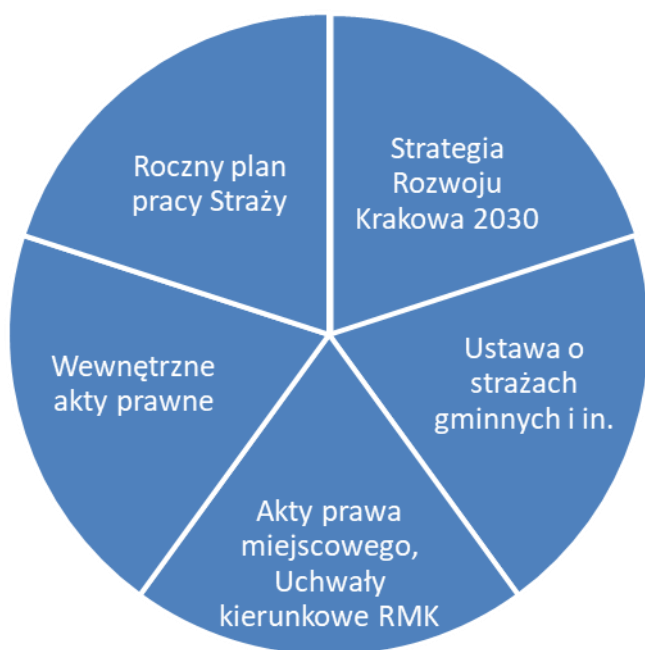 Strategia
Rozwoju
Krakowa 2030
Ustawa o
strażach
gminnych i in.
Akty prawa
miejscowego,
Uchwały
kierunkowe RMK
Wewnętrzne
akty prawne
Roczny plan
pracy Straży